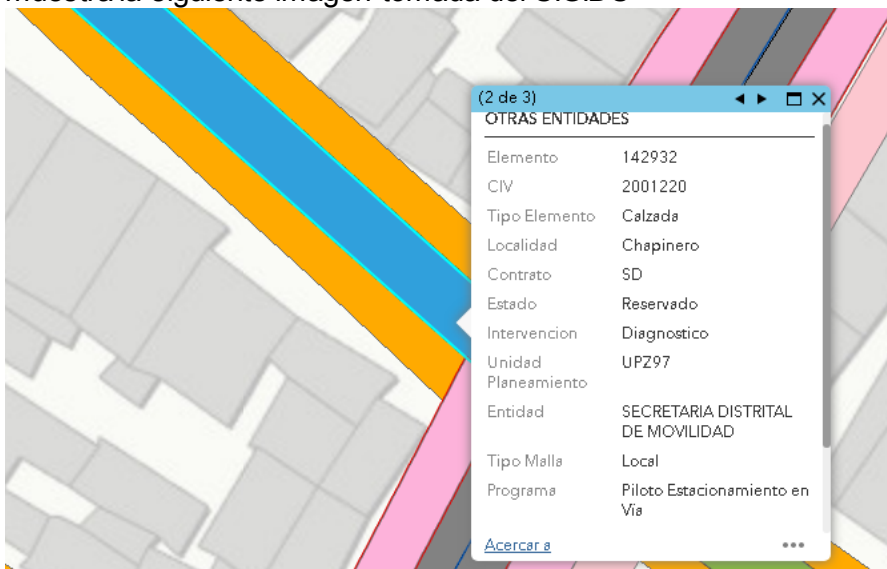 (2 de 3)
OTRAS ENTIDADES
Elemento 142932
CIV 2001220
Tipo Elemento Calzada
Localidad Chapinero
Contrato SD
Estado Reservado
Intervencion Diagnostico
Unidad Planeamiento UPZ97
Entidad SECRETARIA DISTRITAL DE MOVILIDAD
Tipo Malla Local
Programa Piloto Estacionamiento en Via
Acercar a